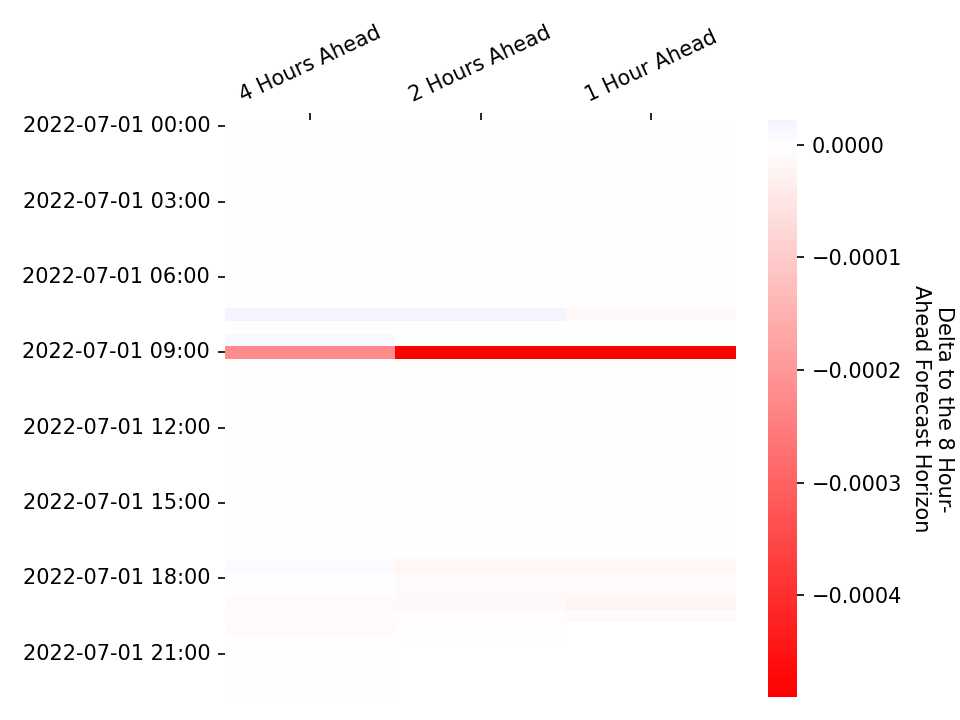 4 Hours Ahead
2 Hours Ahead
1 Hour Ahead
2022-07-01 00:00
2022-07-01 03:00
2022-07-01 06:00
2022-07-01 09:00
2022-07-01 12:00
2022-07-01 15:00
2022-07-01 18:00
2022-07-01 21:00
0.0000
−0.0001
−0.0002
−0.0003
−0.0004
Delta to the 8 Hour-
Ahead Forecast Horizon